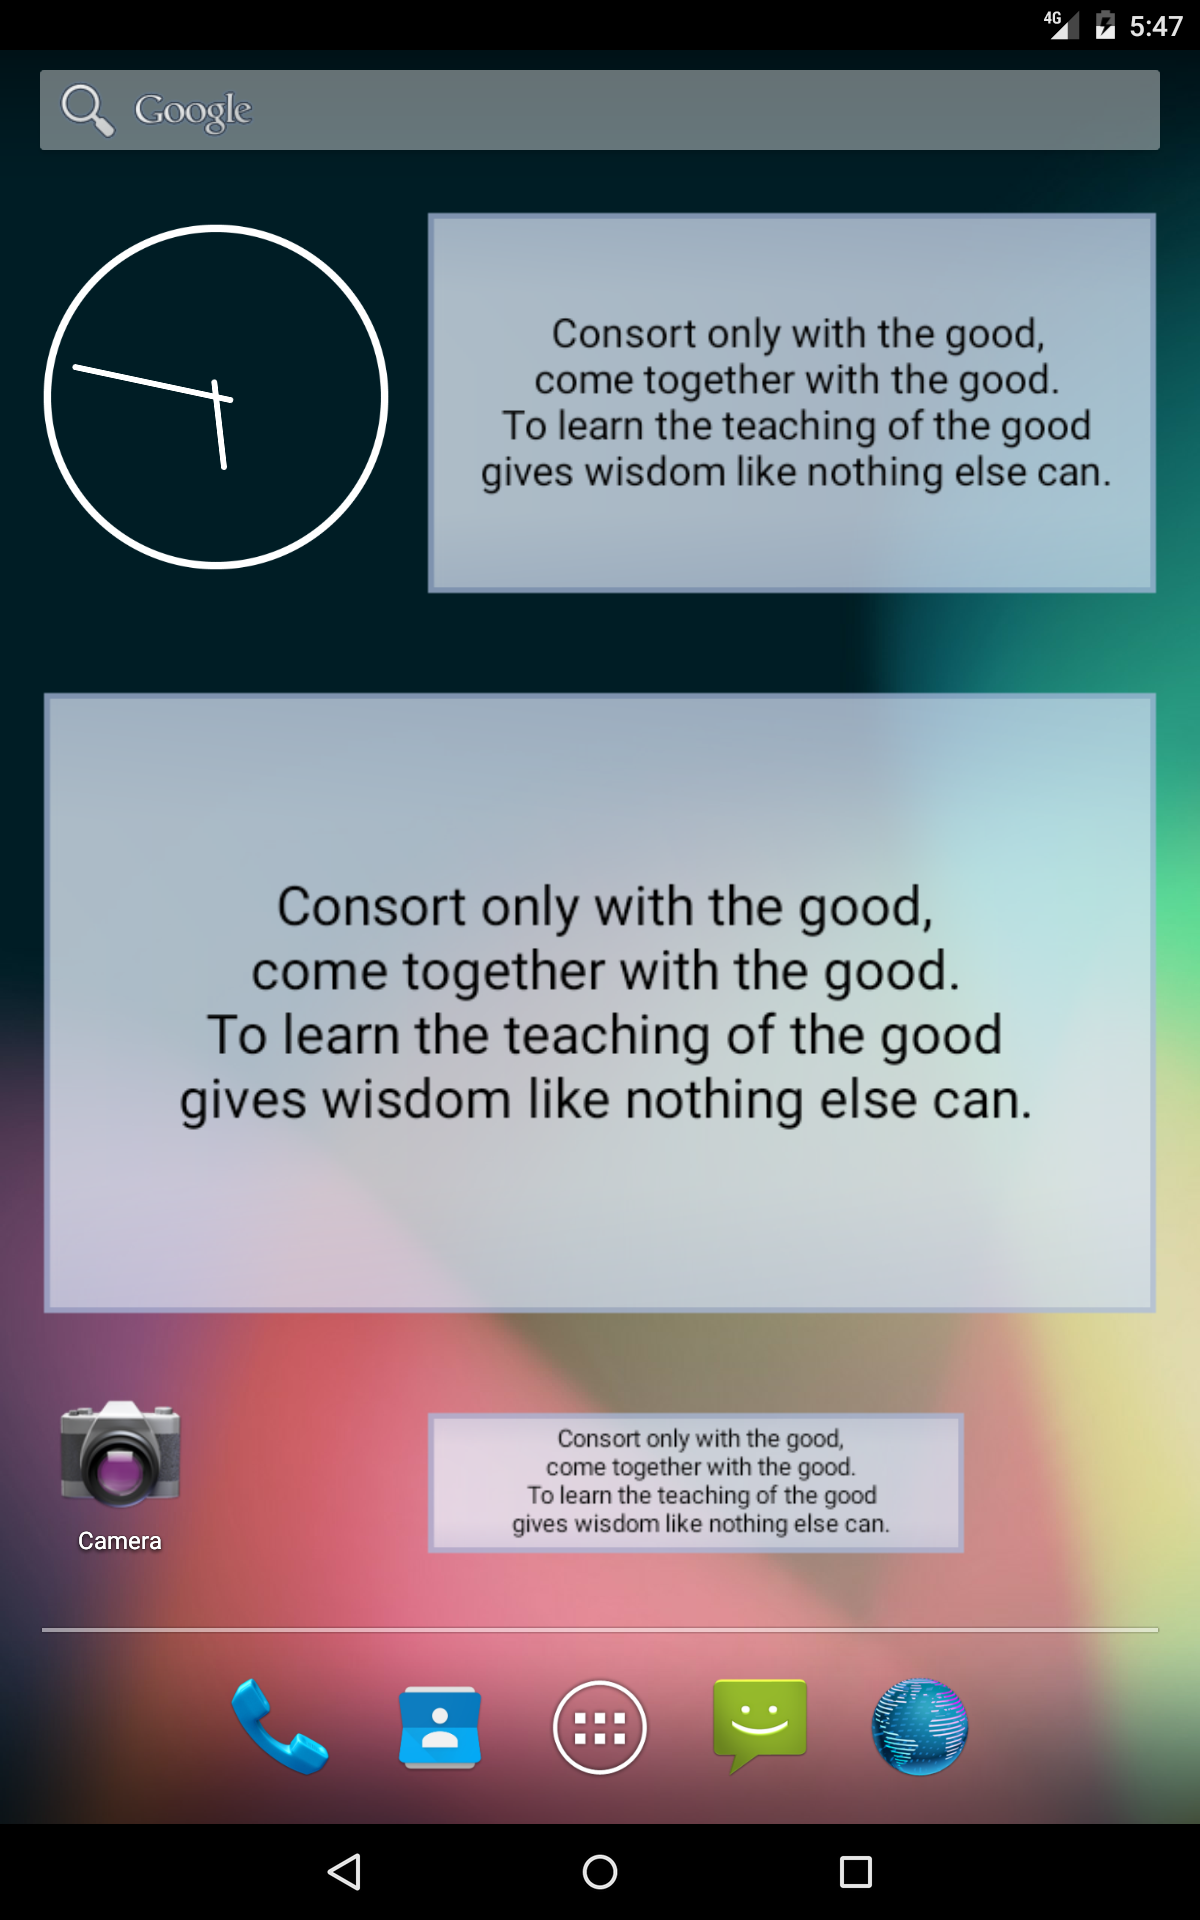 4G 5:47
Google
Consort only with the good,
come together with the good.
To learn the teaching of the good
gives wisdom like nothing else can.
Consort only with the good,
come together with the good.
To learn the teaching of the good
gives wisdom like nothing else can.
Consort only with the good,
come together with the good.
To learn the teaching of the good
gives wisdom like nothing else can.
Camera